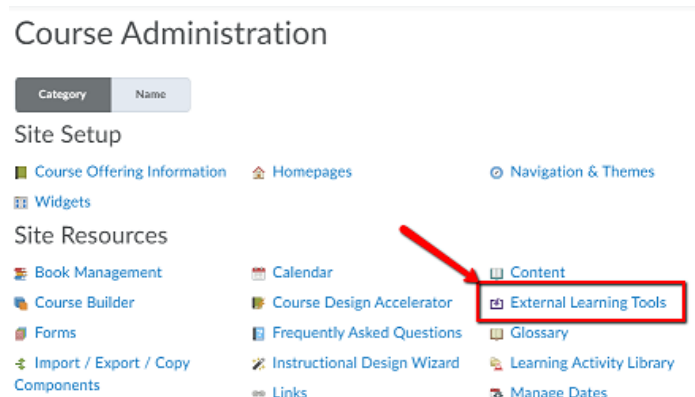 Course Administration
Category Name
Site Setup
Course Offering Information Homepages Navigation & Themes
Widgets
Site Resources
Book Management Calendar Content
Course Builder Course Design Accelerator External Learning Tools
Forms Frequently Asked Questions Glossary
Import / Export / Copy Instructional Design Wizard Learning Activity Library
Components Links Manage Dates